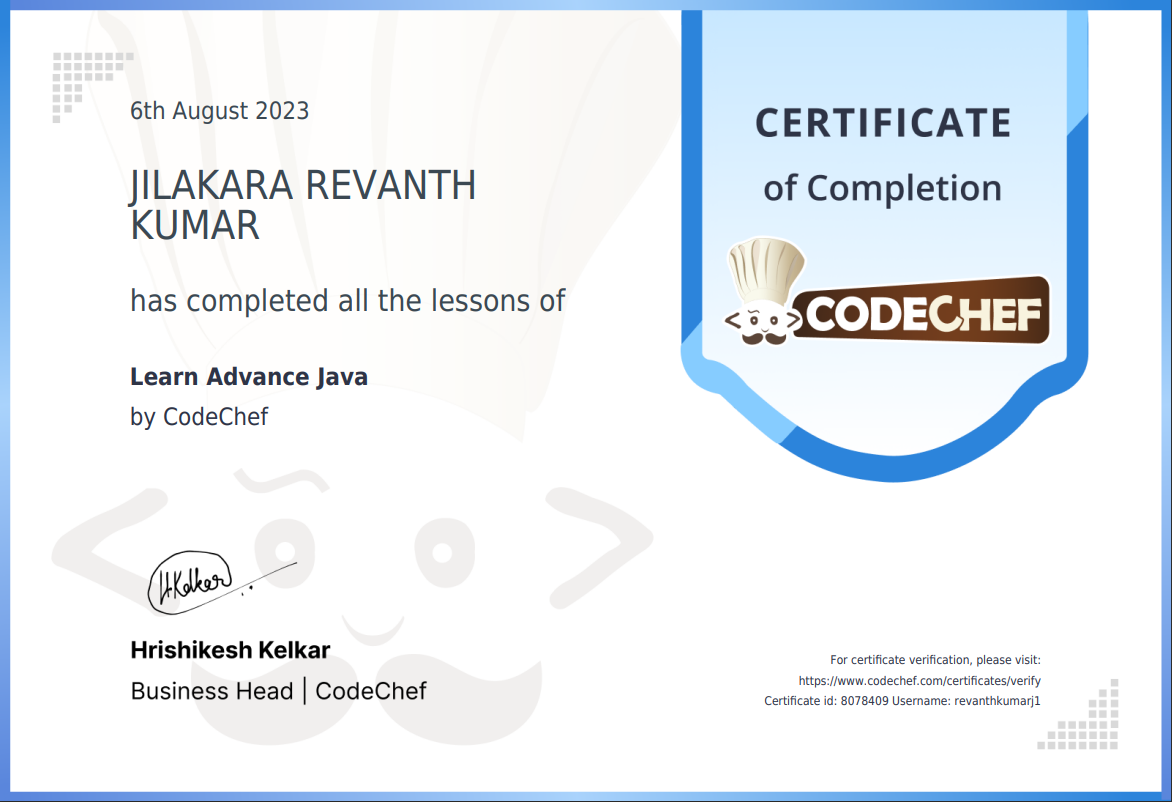 6th August 2023
JILAKARA REVANTH
KUMAR
has completed all the lessons of
Learn Advance Java
by CodeChef
H.Kelkar
Hrishikesh Kelkar
Business Head | CodeChef
CERTIFICATE
of Completion
CODECHEF
For certificate verification, please visit:
https://www.codechef.com/certificates/verify
Certificate id: 8078409 Username: revanthkumarj1